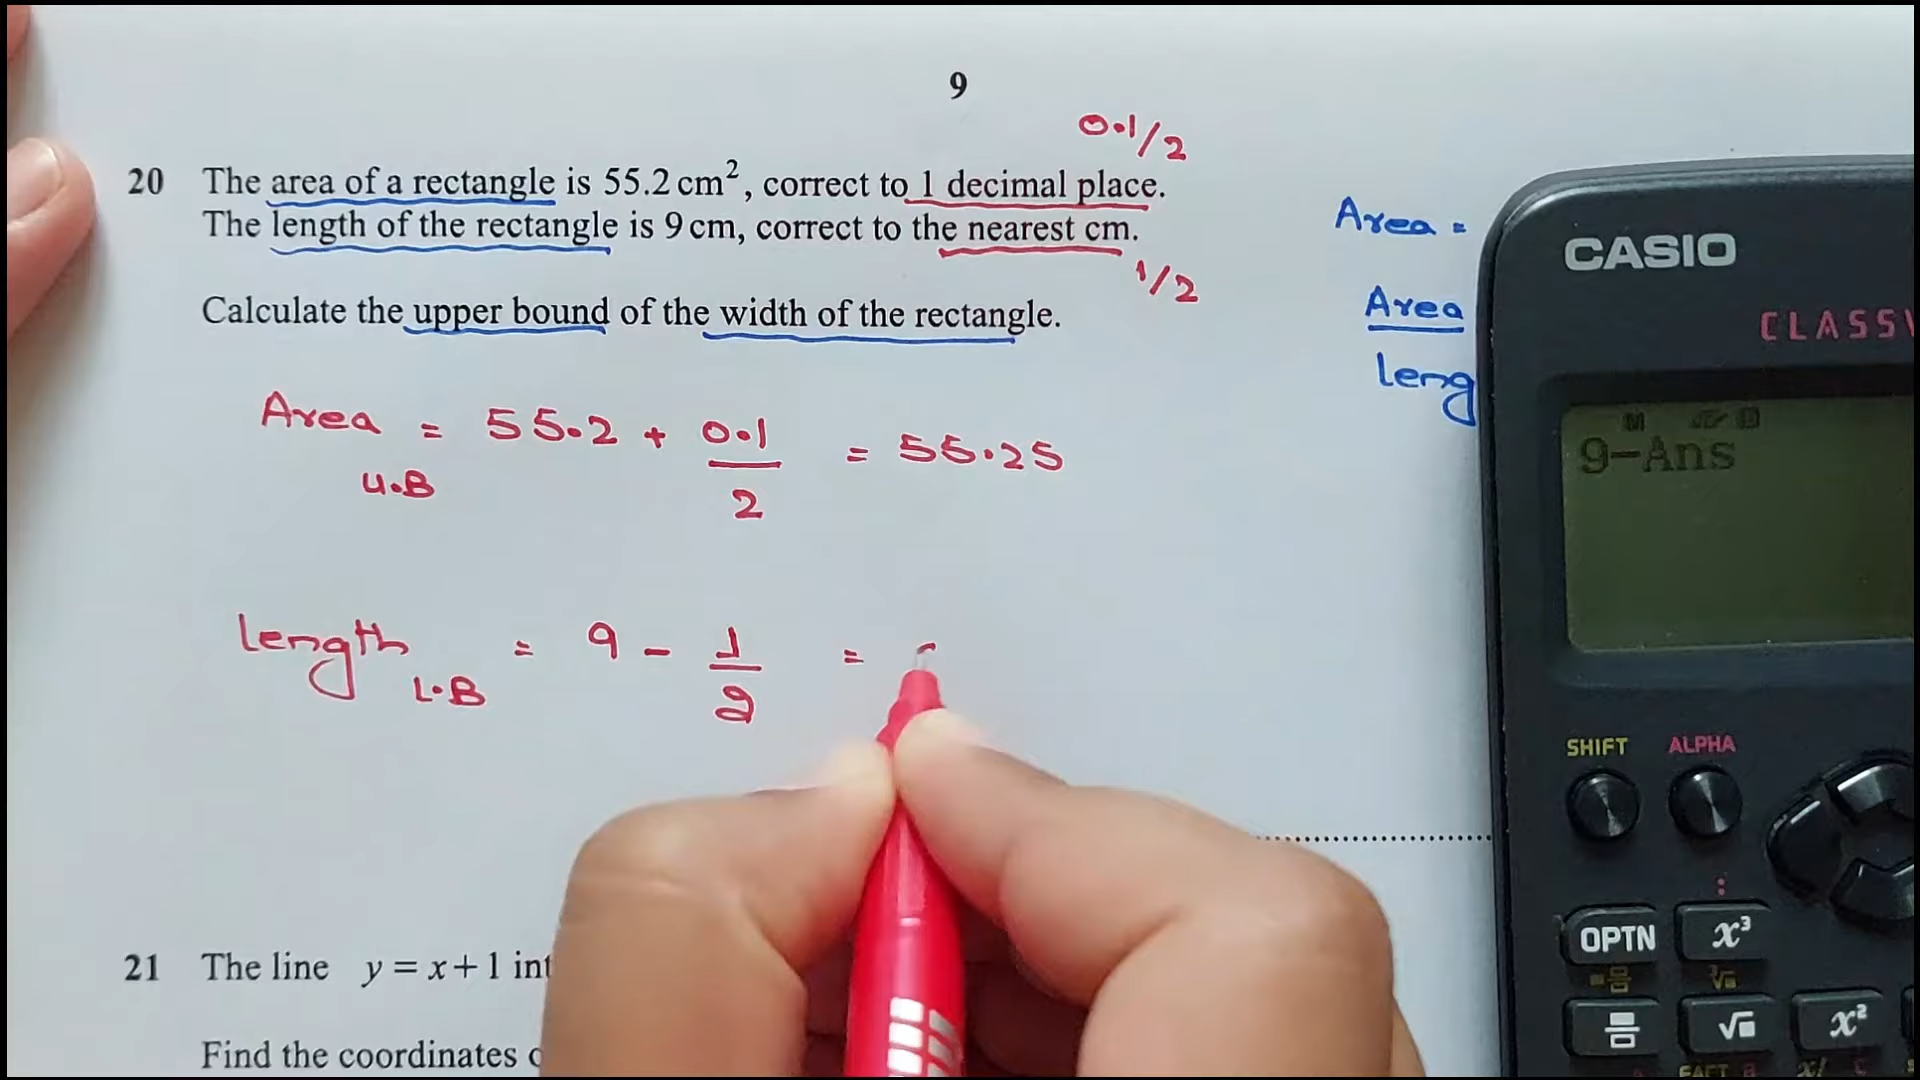 9
0.1/2
20 The area of a rectangle is 55.2 cm², correct to 1 decimal place.
The length of the rectangle is 9 cm, correct to the nearest cm.
1/2
Calculate the upper bound of the width of the rectangle.
Area =
Area
leng
Area U.B = 55.2 + 0.1/2 = 55.25
length L.B = 9 - 1/2 =
21 The line y = x + 1 int
Find the coordinates
CASIO
CLASSW
9−Ans
SHIFT ALPHA
:
OPTN x³
√ x²